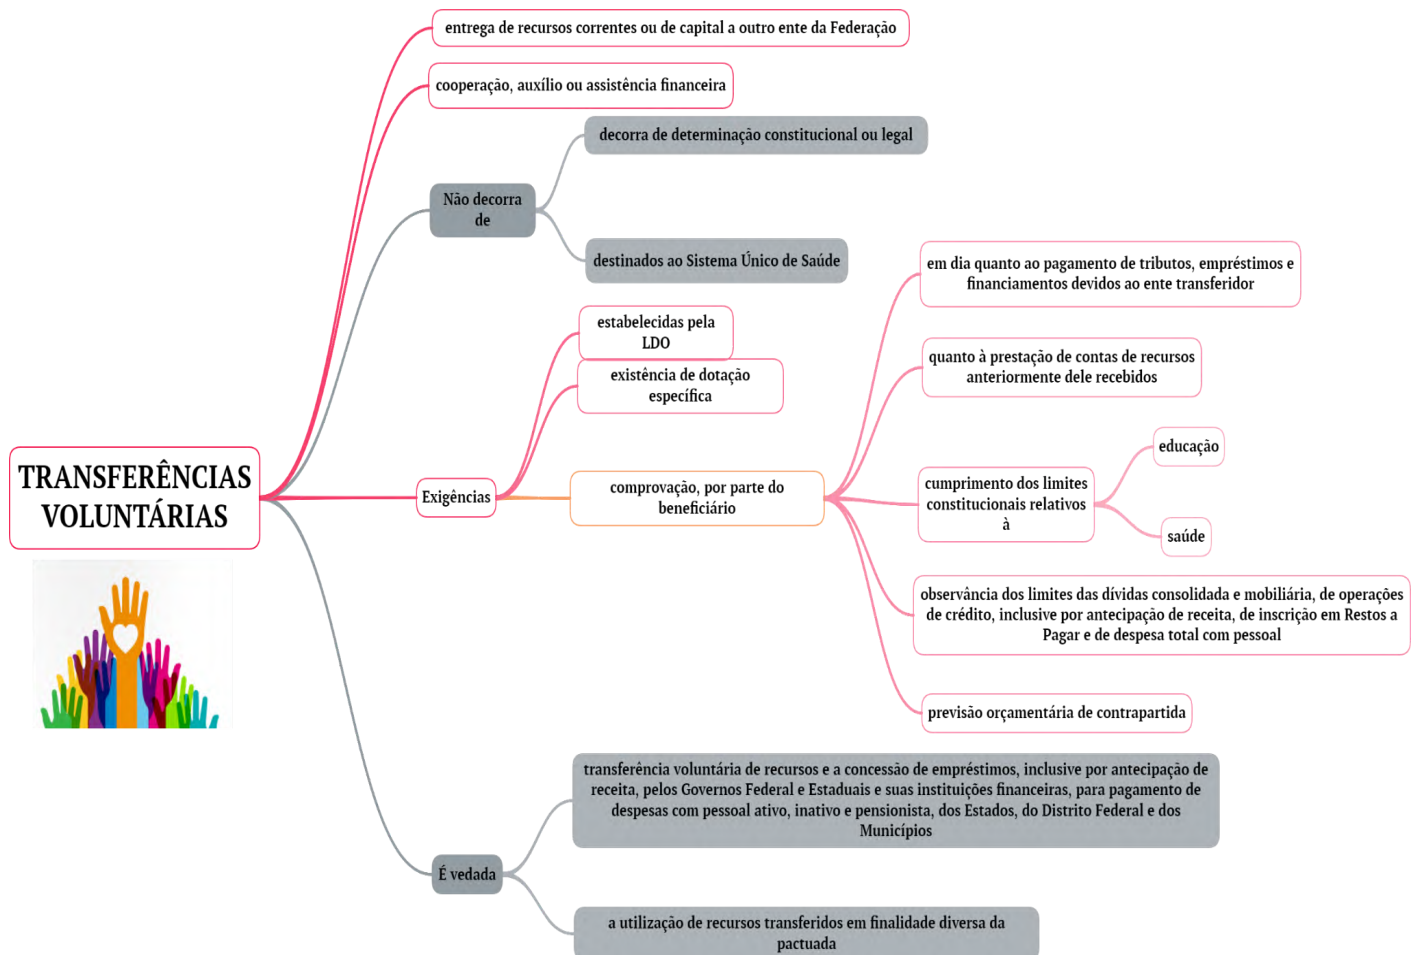 entrega de recursos correntes ou de capital a outro ente da Federação
cooperação, auxílio ou assistência financeira
decorra de determinação constitucional ou legal
Não decorra
de
destinados ao Sistema Único de Saúde
em dia quanto ao pagamento de tributos, empréstimos e
financiamentos devidos ao ente transferidor
estabelecidas pela
LDO
quanto à prestação de contas de recursos
anteriormente dele recebidos
existência de dotação
específica
educação
TRANSFERÊNCIAS
VOLUNTÁRIAS
Exigências
comprovação, por parte do
beneficiário
cumprimento dos limites
constitucionais relativos
à
saúde
observância dos limites das dívidas consolidada e mobiliária, de operações
de crédito, inclusive por antecipação de receita, de inscrição em Restos a
Pagar e de despesa total com pessoal
previsão orçamentária de contrapartida
transferência voluntária de recursos e a concessão de empréstimos, inclusive por antecipação de
receita, pelos Governos Federal e Estaduais e suas instituições financeiras, para pagamento de
despesas com pessoal ativo, inativo e pensionista, dos Estados, do Distrito Federal e dos
Municípios
É vedada
a utilização de recursos transferidos em finalidade diversa da
pactuada